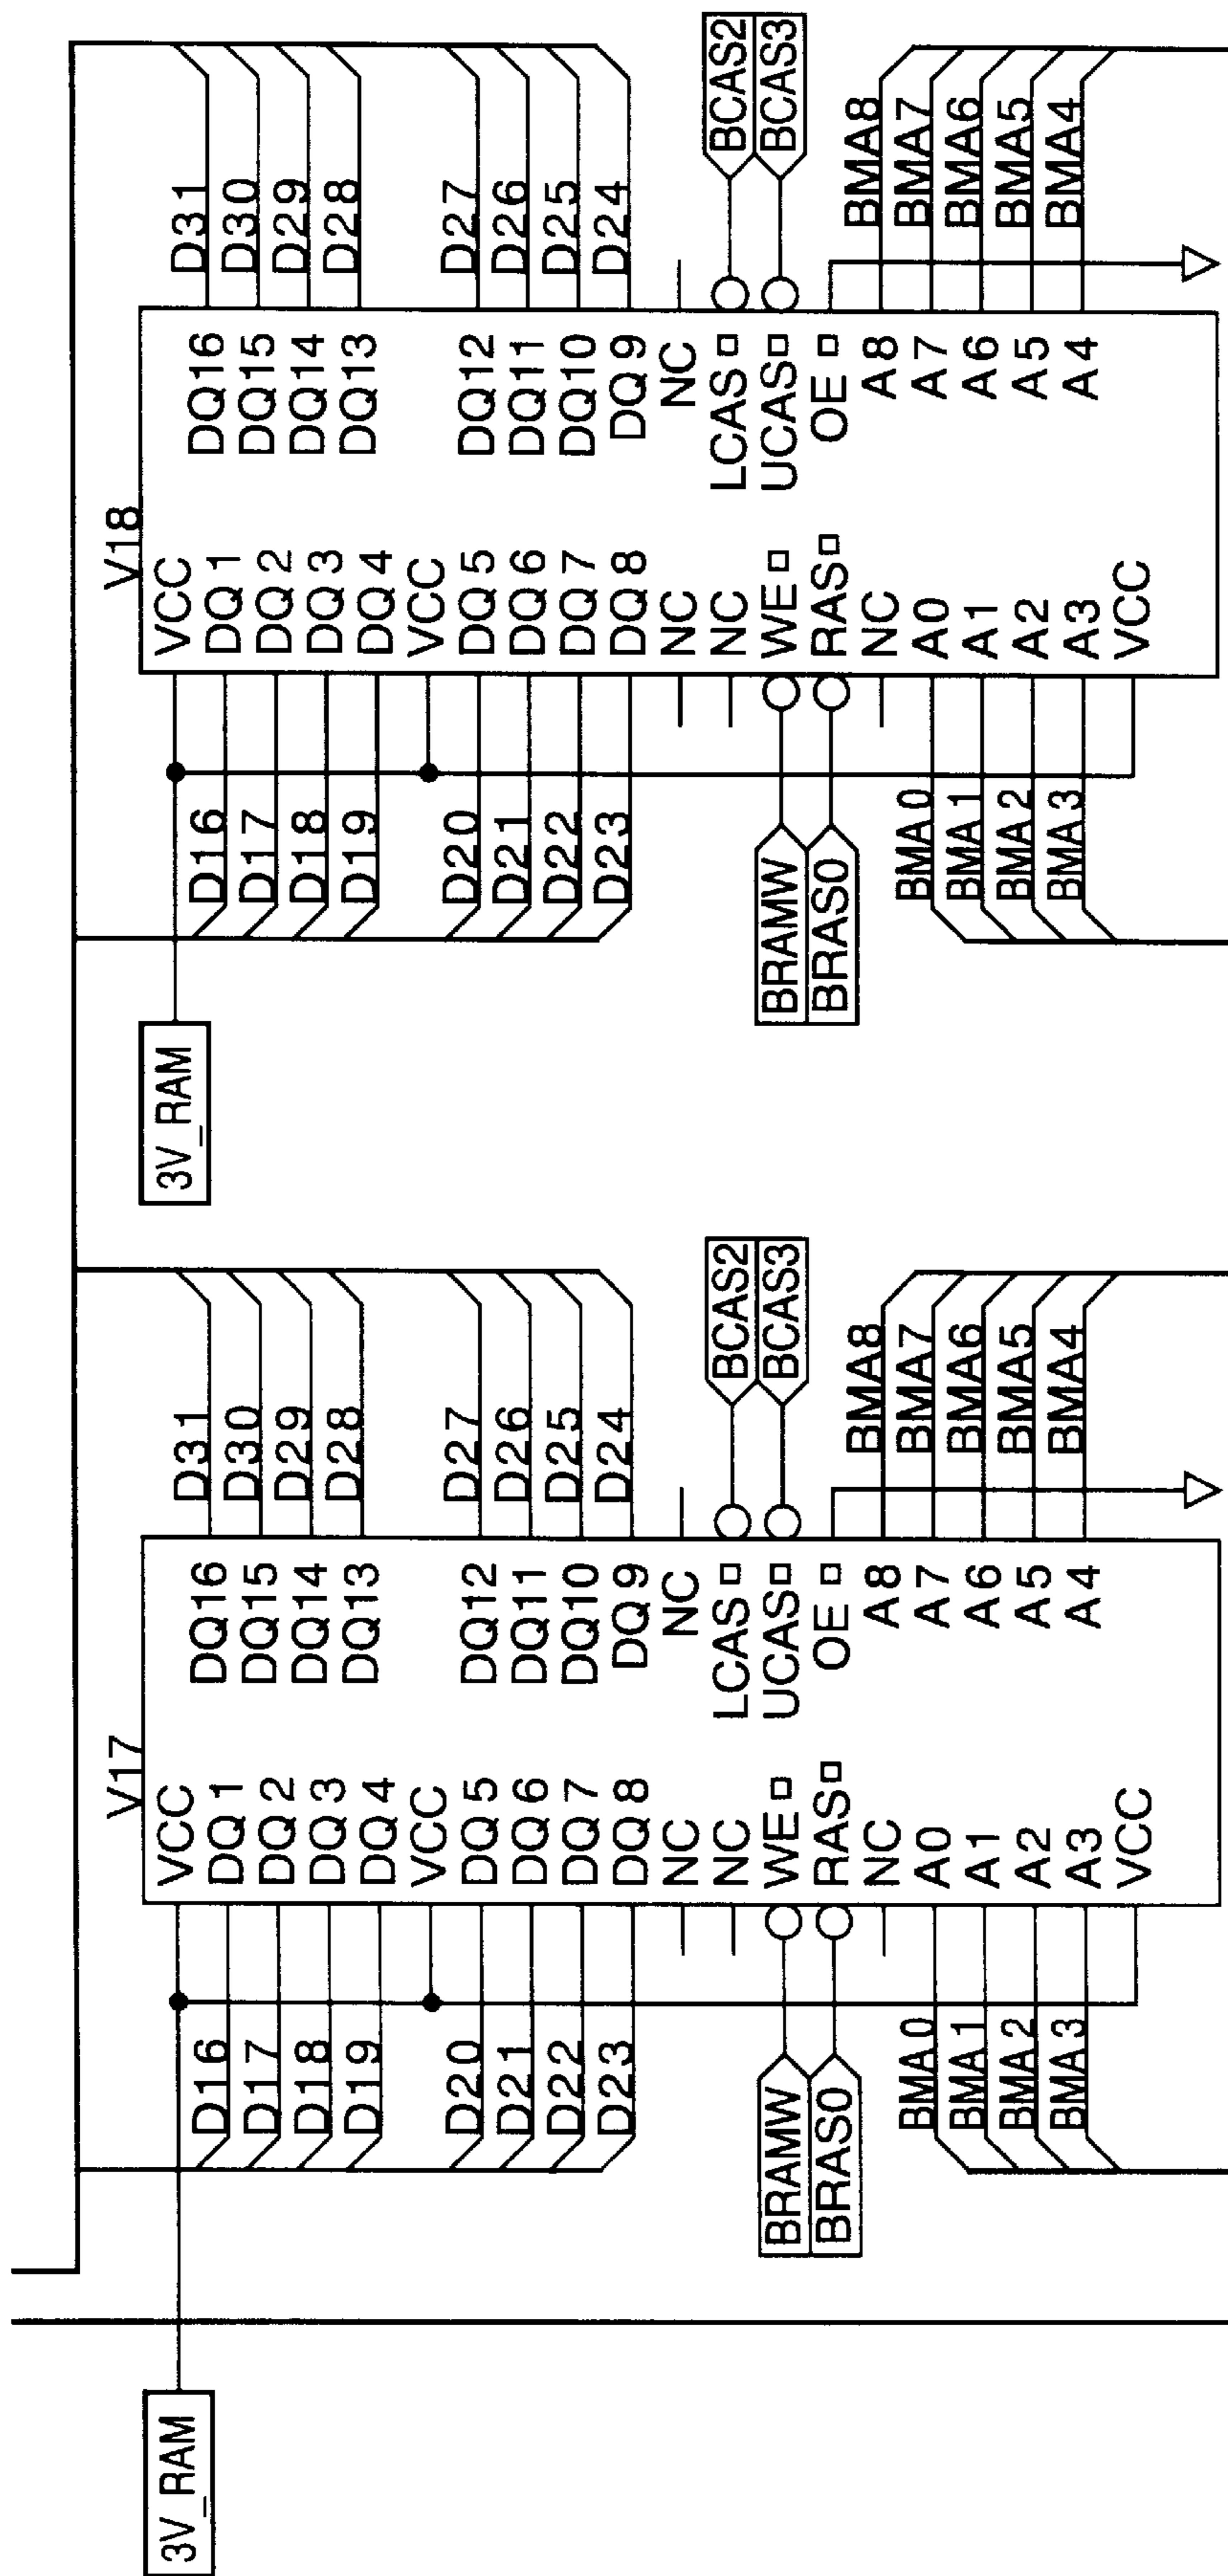 V17
3V_RAM VCC
D16 DQ1 DQ16 D31
D17 DQ2 DQ15 D30
D18 DQ3 DQ14 D29
D19 DQ4 DQ13 D28
VCC
D20 DQ5 DQ12 D27
D21 DQ6 DQ11 D26
D22 DQ7 DQ10 D25
D23 DQ8 DQ9 D24
NC NC
NC LCAS□ BCAS2
BRAMW WE□ UCAS□ BCAS3
BRAS0 RAS□ OE□
NC A8 BMA8
BMA0 A0 A7 BMA7
BMA1 A1 A6 BMA6
BMA2 A2 A5 BMA5
BMA3 A3 A4 BMA4
VCC
V18
3V_RAM VCC
D16 DQ1 DQ16 D31
D17 DQ2 DQ15 D30
D18 DQ3 DQ14 D29
D19 DQ4 DQ13 D28
VCC
D20 DQ5 DQ12 D27
D21 DQ6 DQ11 D26
D22 DQ7 DQ10 D25
D23 DQ8 DQ9 D24
NC NC
NC LCAS□ BCAS2
BRAMW WE□ UCAS□ BCAS3
BRAS0 RAS□ OE□
NC A8 BMA8
BMA0 A0 A7 BMA7
BMA1 A1 A6 BMA6
BMA2 A2 A5 BMA5
BMA3 A3 A4 BMA4
VCC